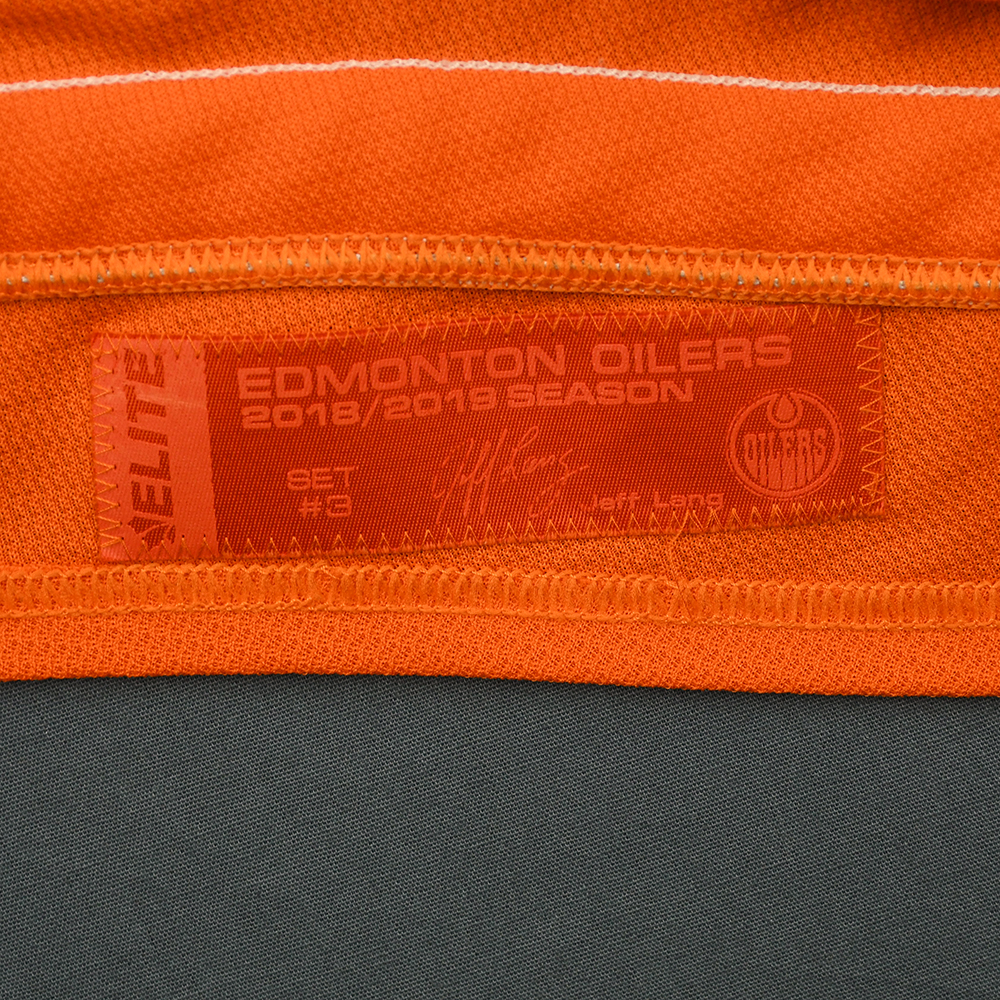 ELITE
EDMONTON OILERS
2018/2019 SEASON
SET
#3
Jeff Lang
OILERS